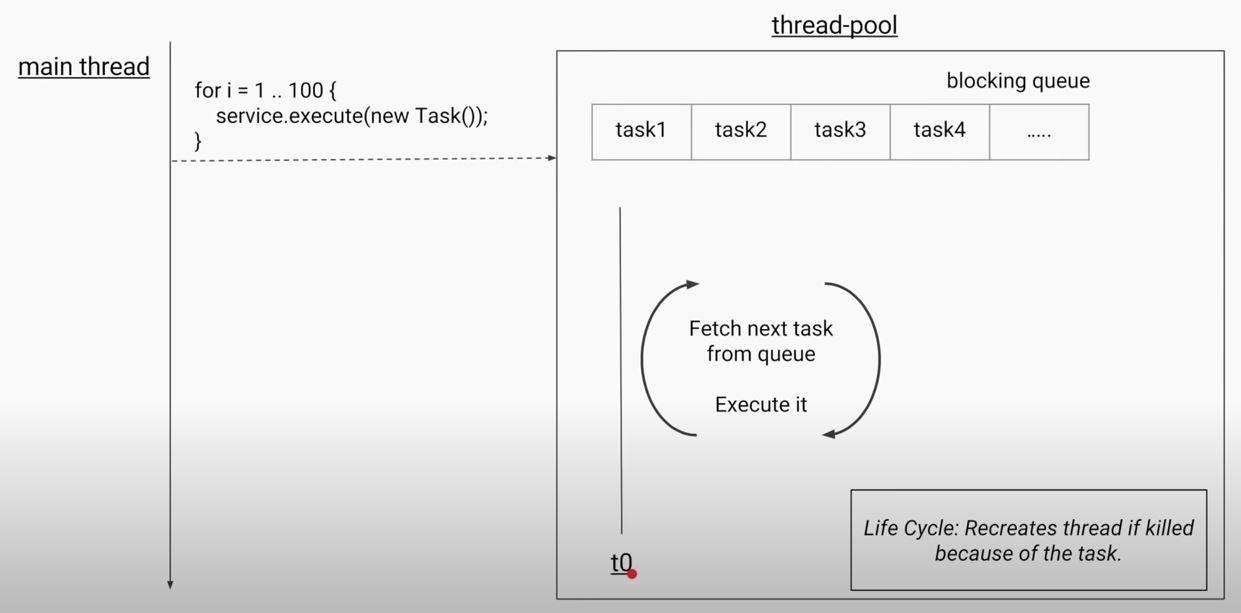 thread-pool
main thread
for i = 1 .. 100 {
service.execute(new Task());
}
blocking queue
task1 task2 task3 task4 .....
Fetch next task
from queue
Execute it
Life Cycle: Recreates thread if killed
because of the task.
t0